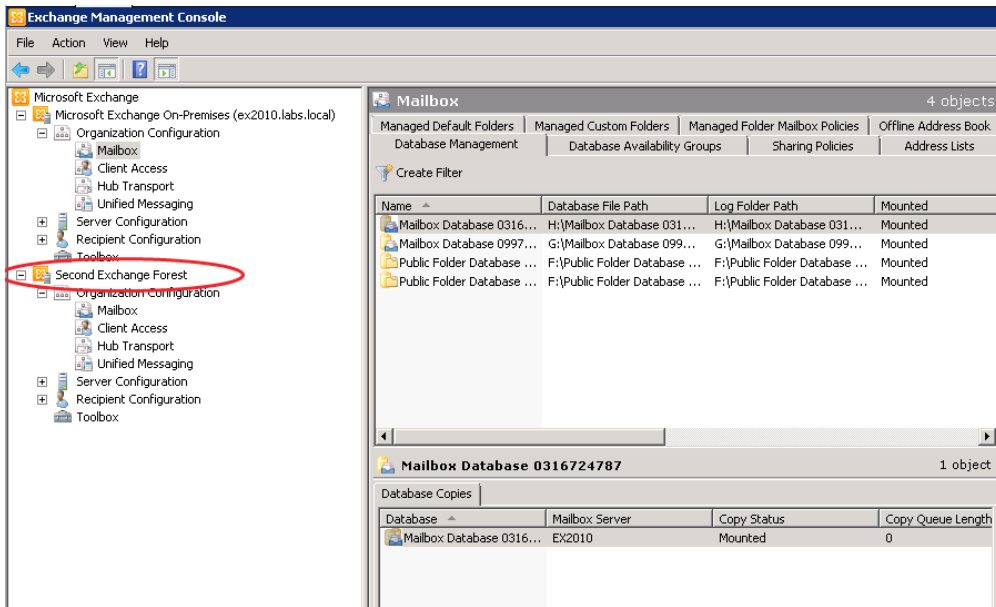 Exchange Management Console
File Action View Help
Microsoft Exchange
Microsoft Exchange On-Premises (ex2010.labs.local)
Organization Configuration
Mailbox
Client Access
Hub Transport
Unified Messaging
Server Configuration
Recipient Configuration
Toolbox
Second Exchange Forest
Organization Configuration
Mailbox
Client Access
Hub Transport
Unified Messaging
Server Configuration
Recipient Configuration
Toolbox
Mailbox 4 objects
Managed Default Folders Managed Custom Folders Managed Folder Mailbox Policies Offline Address Book
Database Management Database Availability Groups Sharing Policies Address Lists
Create Filter
Name Database File Path Log Folder Path Mounted
Mailbox Database 0316... H:\Mailbox Database 031... H:\Mailbox Database 031... Mounted
Mailbox Database 0997... G:\Mailbox Database 099... G:\Mailbox Database 099... Mounted
Public Folder Database ... F:\Public Folder Database ... F:\Public Folder Database ... Mounted
Public Folder Database ... F:\Public Folder Database ... F:\Public Folder Database ... Mounted
Mailbox Database 0316724787 1 object
Database Copies
Database Mailbox Server Copy Status Copy Queue Length
Mailbox Database 0316... EX2010 Mounted 0